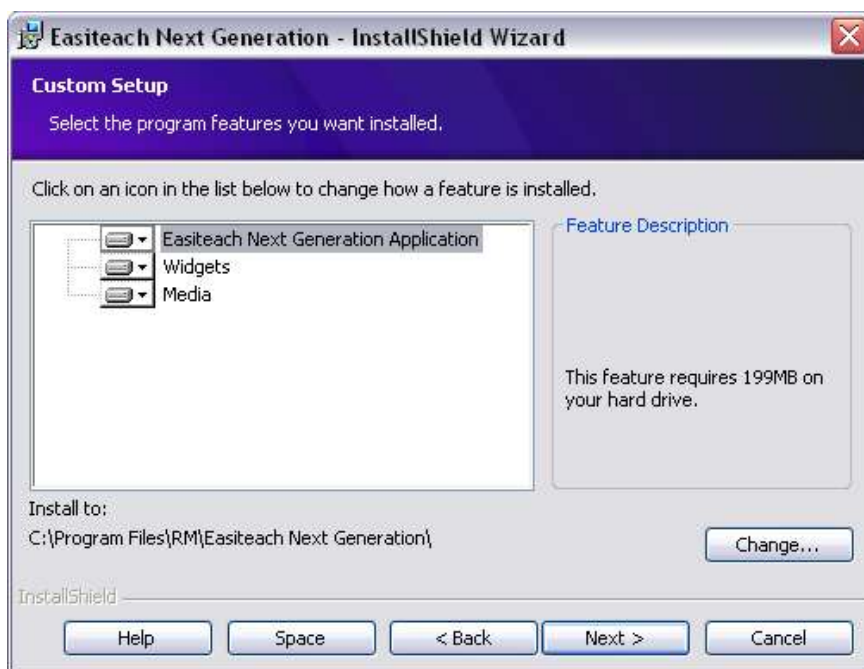 Easiteach Next Generation - InstallShield Wizard
Custom Setup
Select the program features you want installed.
Click on an icon in the list below to change how a feature is installed.
Easiteach Next Generation Application
Widgets
Media
Feature Description
This feature requires 199MB on
your hard drive.
Install to:
C:\Program Files\RM\Easiteach Next Generation\
Change...
InstallShield
Help
Space
< Back
Next >
Cancel